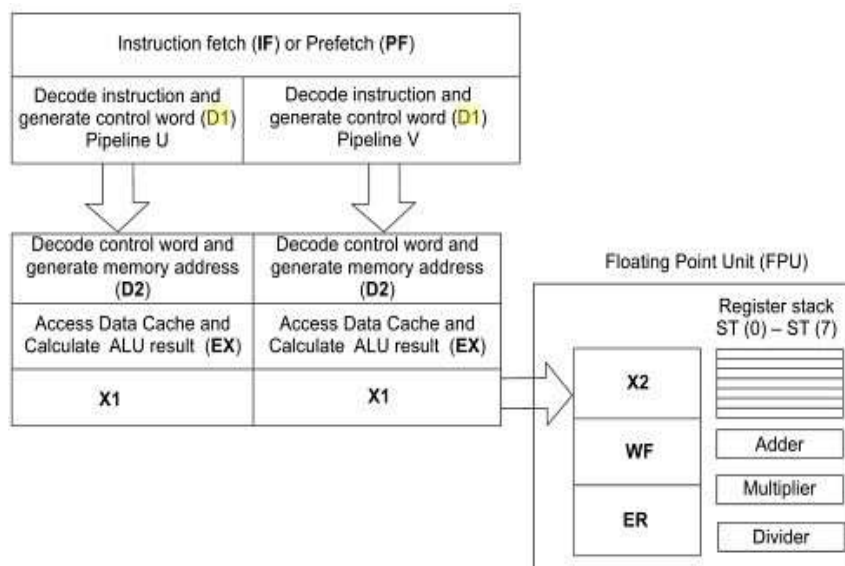 Instruction fetch (IF) or Prefetch (PF)
Decode instruction and
generate control word (D1)
Pipeline U
Decode instruction and
generate control word (D1)
Pipeline V
Decode control word and
generate memory address
(D2)
Decode control word and
generate memory address
(D2)
Access Data Cache and
Calculate ALU result (EX)
Access Data Cache and
Calculate ALU result (EX)
X1
X1
Floating Point Unit (FPU)
Register stack
ST (0) – ST (7)
X2
WF
ER
Adder
Multiplier
Divider